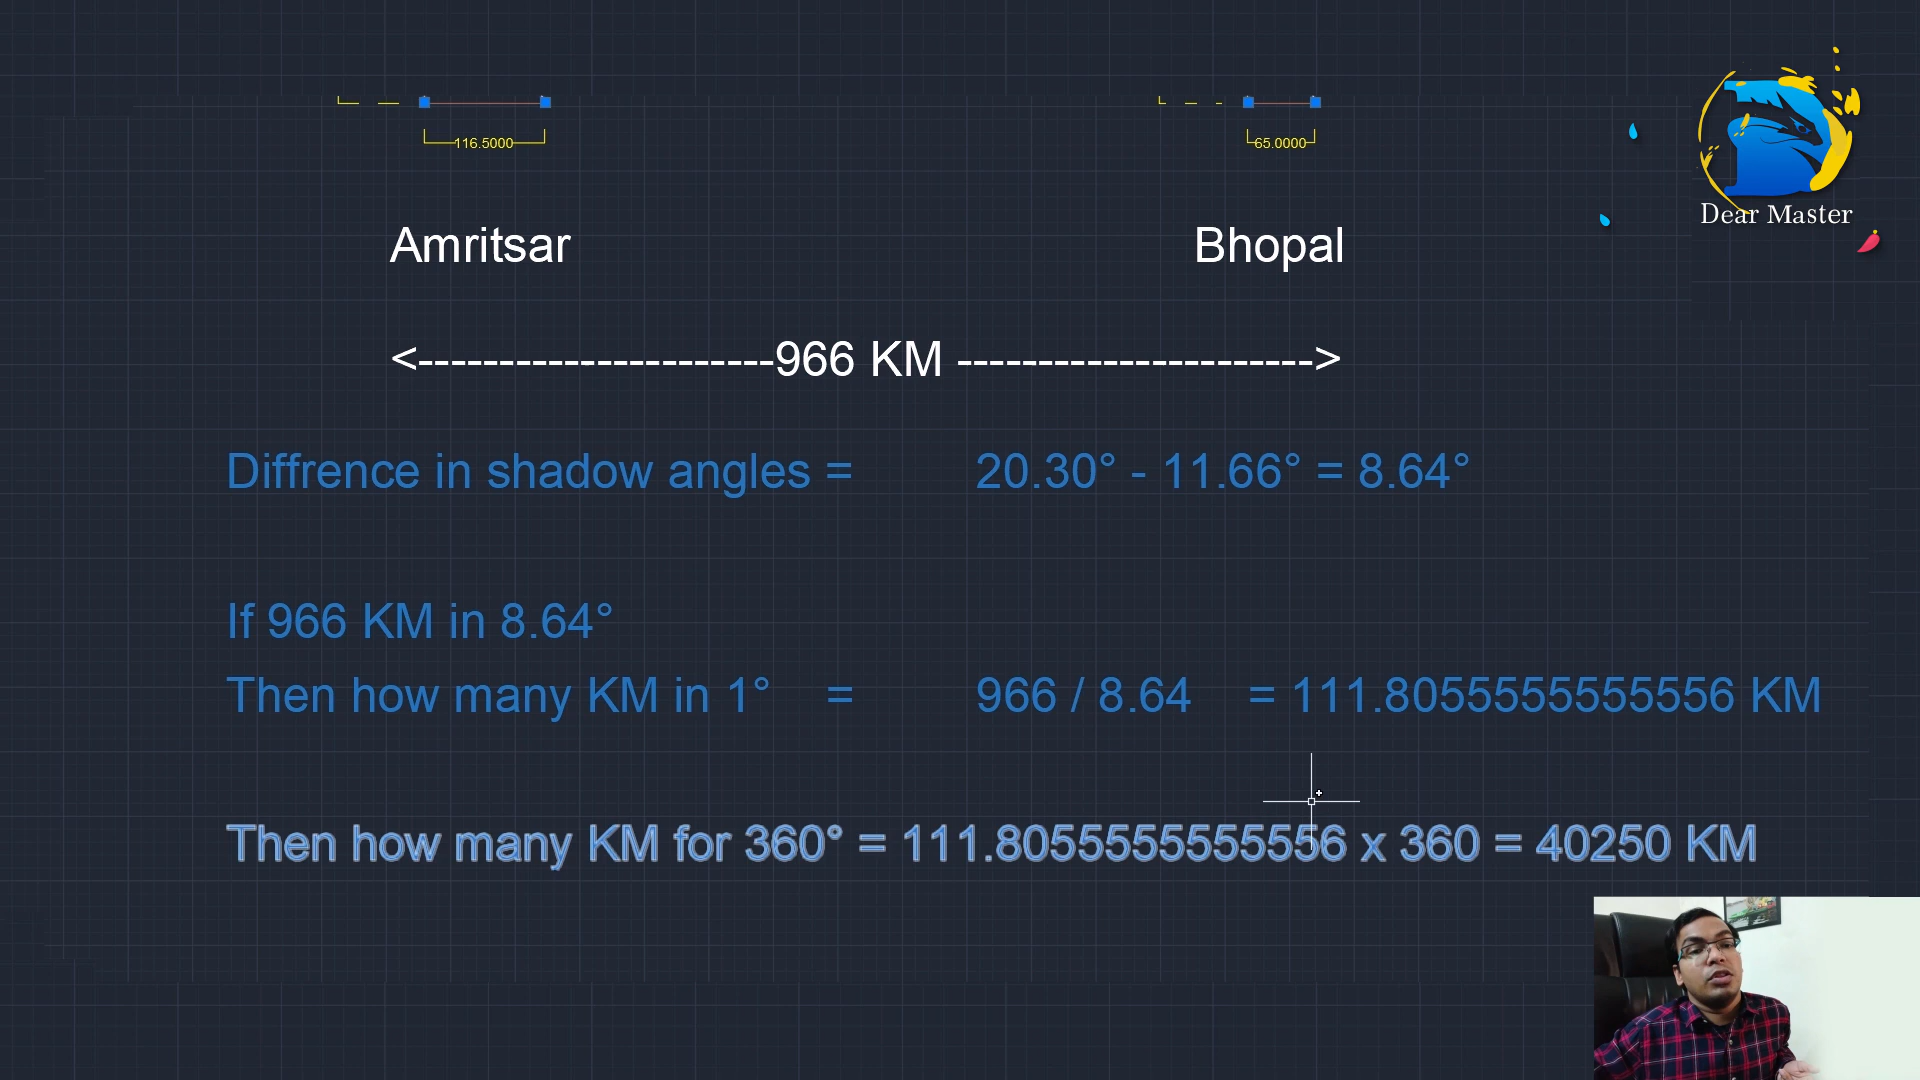 116.5000 65.0000
Dear Master
Amritsar Bhopal
<----------------------966 KM ---------------------->
Diffrence in shadow angles = 20.30° - 11.66° = 8.64°
If 966 KM in 8.64°
Then how many KM in 1° = 966 / 8.64 = 111.8055555555556 KM
Then how many KM for 360° = 111.8055555555556 x 360 = 40250 KM